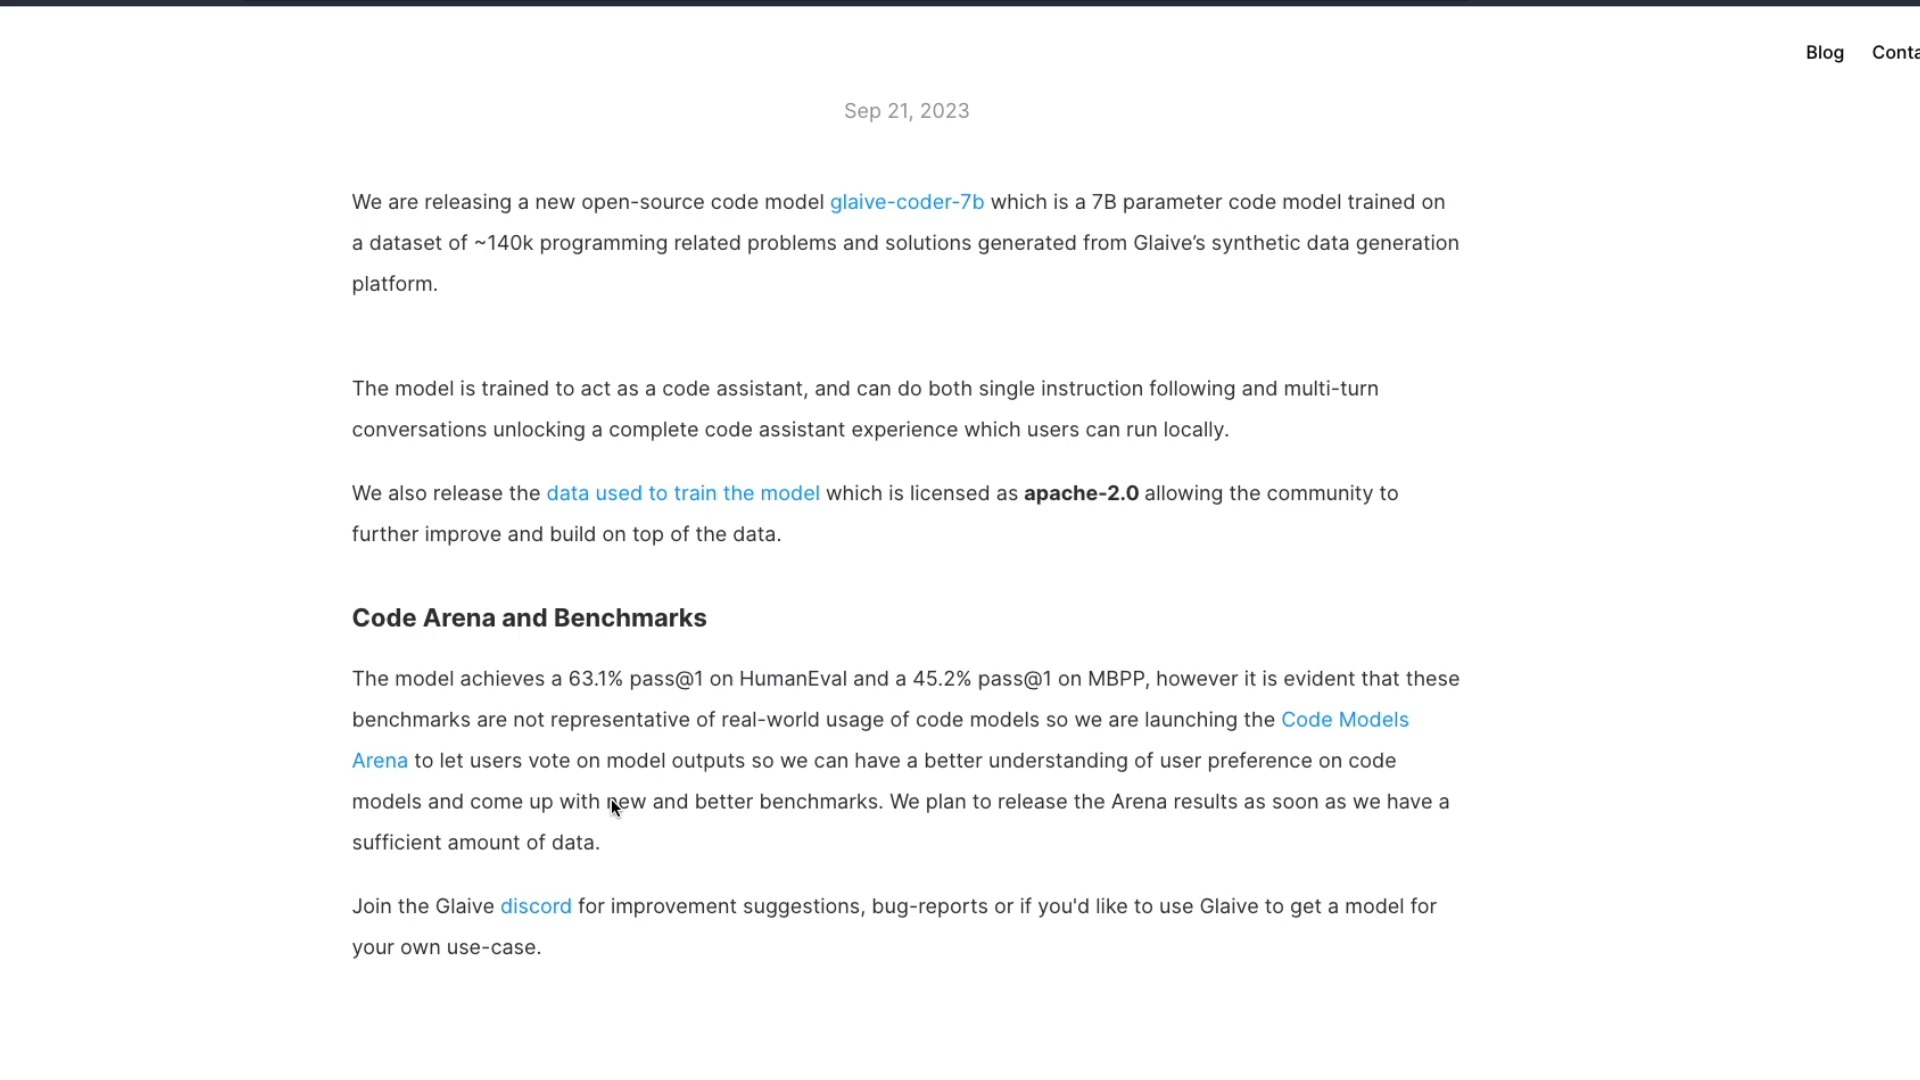 Blog Conta
Sep 21, 2023
We are releasing a new open-source code model glaive-coder-7b which is a 7B parameter code model trained on
a dataset of ~140k programming related problems and solutions generated from Glaive’s synthetic data generation
platform.
The model is trained to act as a code assistant, and can do both single instruction following and multi-turn
conversations unlocking a complete code assistant experience which users can run locally.
We also release the data used to train the model which is licensed as apache-2.0 allowing the community to
further improve and build on top of the data.
Code Arena and Benchmarks
The model achieves a 63.1% pass@1 on HumanEval and a 45.2% pass@1 on MBPP, however it is evident that these
benchmarks are not representative of real-world usage of code models so we are launching the Code Models
Arena to let users vote on model outputs so we can have a better understanding of user preference on code
models and come up with new and better benchmarks. We plan to release the Arena results as soon as we have a
sufficient amount of data.
Join the Glaive discord for improvement suggestions, bug-reports or if you'd like to use Glaive to get a model for
your own use-case.